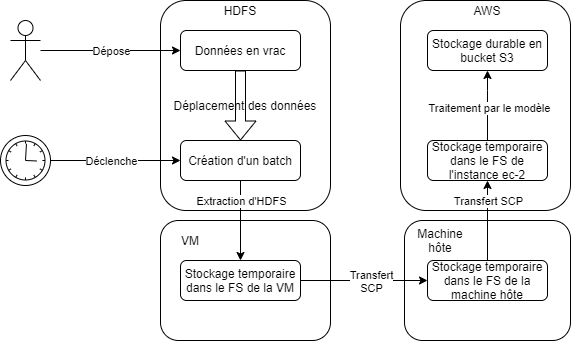 HDFS
AWS
Dépose
Données en vrac
Stockage durable en
bucket S3
Déplacement des données
Traitement par le modèle
Déclenche
Création d'un batch
Stockage temporaire
dans le FS de
l'instance ec-2
Extraction d'HDFS
Transfert SCP
VM
Machine
hôte
Stockage temporaire
dans le FS de la VM
Transfert
SCP
Stockage temporaire
dans le FS de la
machine hôte